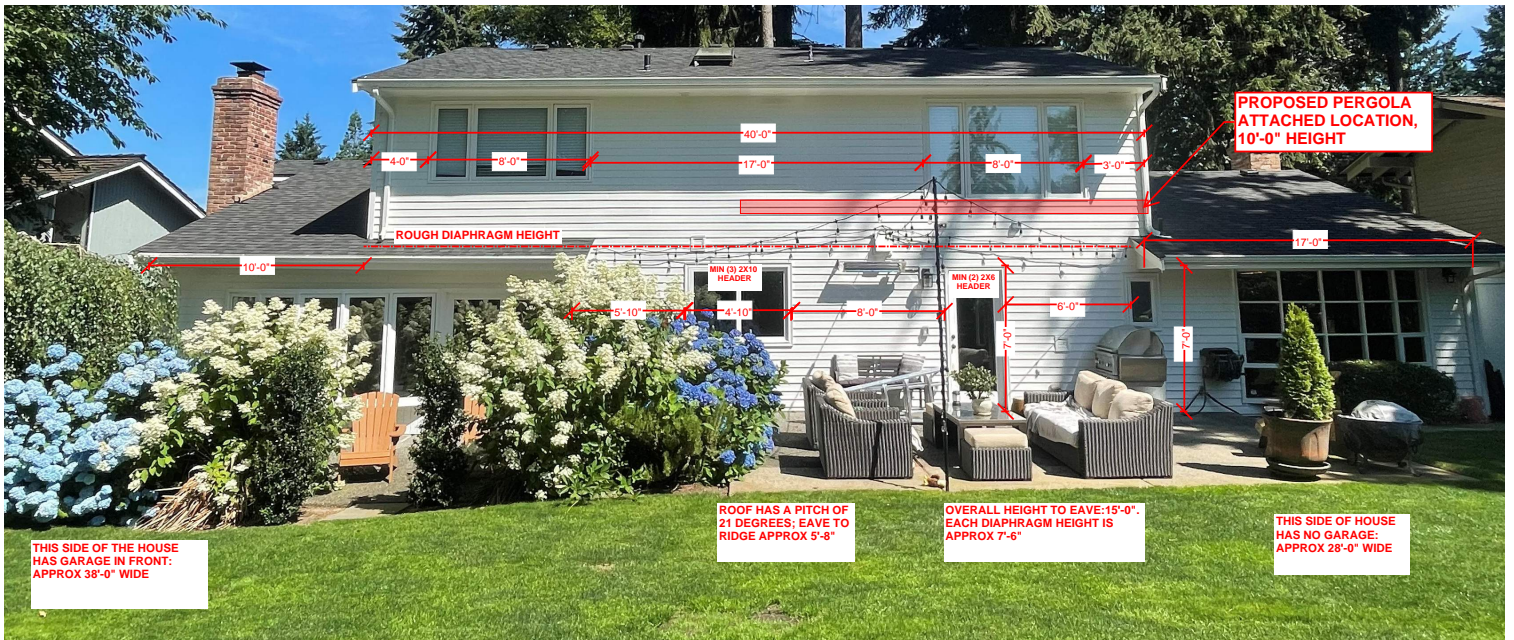 PROPOSED PERGOLA
ATTACHED LOCATION,
10'-0" HEIGHT
40'-0"
4-0"
8'-0"
17'-0"
8'-0"
3'-0"
ROUGH DIAPHRAGM HEIGHT
17'-0"
10'-0"
MIN (3) 2X10
HEADER
MIN (2) 2X6
HEADER
5'-10"
4'-10"
8'-0"
6'-0"
7'-0"
7'-0"
ROOF HAS A PITCH OF
21 DEGREES; EAVE TO
RIDGE APPROX 5'-8"
OVERALL HEIGHT TO EAVE:15'-0".
EACH DIAPHRAGM HEIGHT IS
APPROX 7'-6"
THIS SIDE OF HOUSE
HAS NO GARAGE:
APPROX 28'-0" WIDE
THIS SIDE OF THE HOUSE
HAS GARAGE IN FRONT:
APPROX 38'-0" WIDE